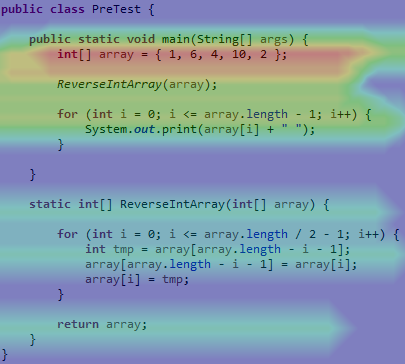 public class PreTest {
public static void main(String[] args) {
int[] array = { 1, 6, 4, 10, 2 };
ReverseIntArray(array);
for (int i = 0; i <= array.length - 1; i++) {
System.out.print(array[i] + " ");
}
}
static int[] ReverseIntArray(int[] array) {
for (int i = 0; i <= array.length / 2 - 1; i++) {
int tmp = array[array.length - i - 1];
array[array.length - i - 1] = array[i];
array[i] = tmp;
}
return array;
}
}